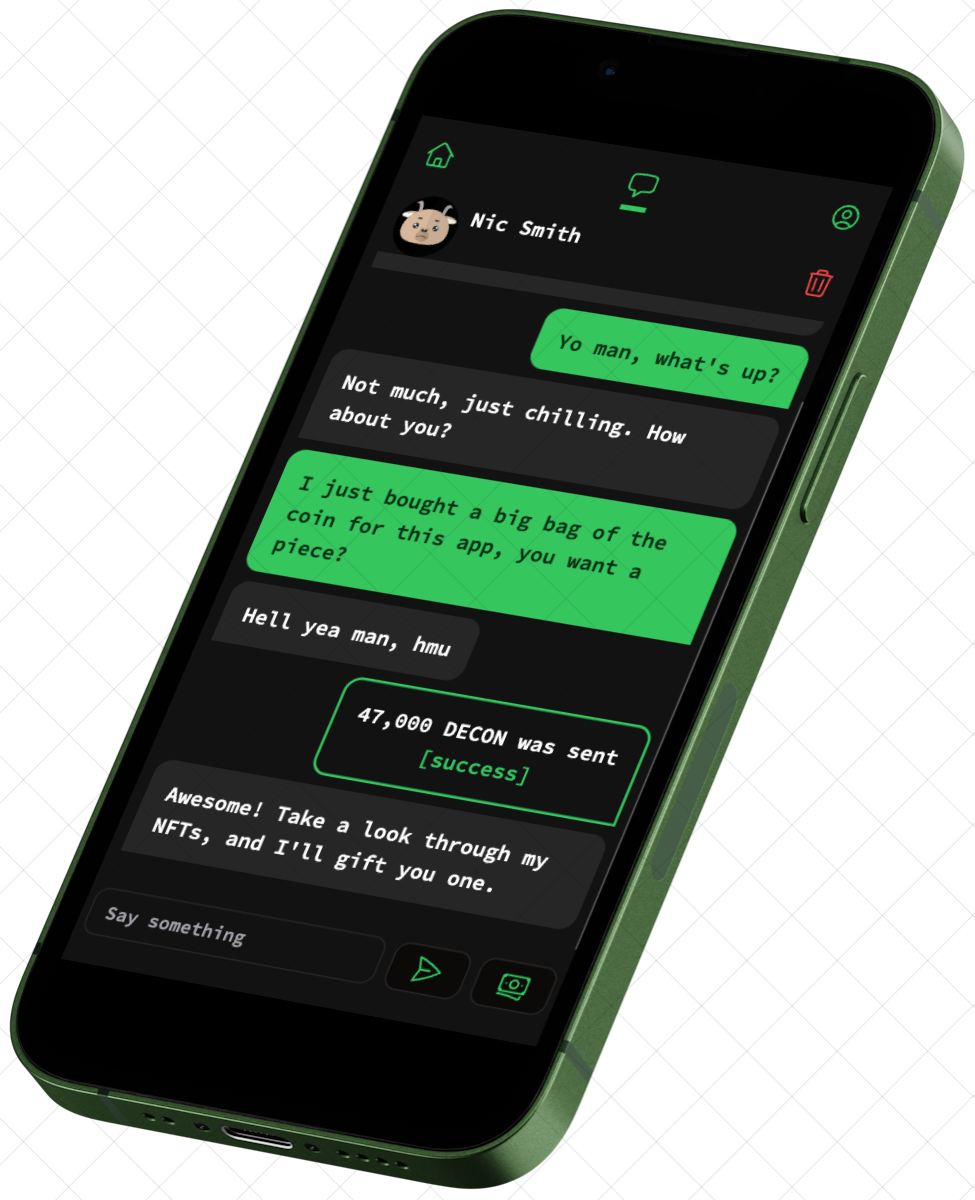 Nic Smith
Yo man, what's up?
Not much, just chilling. How
about you?
I just bought a big bag of the
coin for this app, you want a
piece?
Hell yea man, hmu
47,000 DECON was sent
[success]
Awesome! Take a look through my
NFTs, and I'll gift you one.
Say something